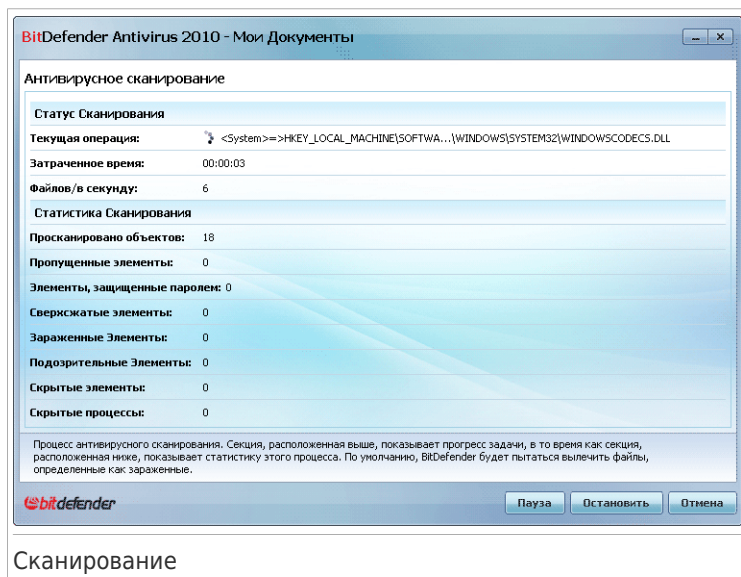 BitDefender Antivirus 2010 - Мои Документы
Антивирусное сканирование
Статус Сканирования
Текущая операция: <System>=>HKEY_LOCAL_MACHINE\SOFTWA...\WINDOWS\SYSTEM32\WINDOWSCODECS.DLL
Затраченное время: 00:00:03
Файлов/в секунду: 6
Статистика Сканирования
Просканировано объектов: 18
Пропущенные элементы: 0
Элементы, защищенные паролем: 0
Сверхсжатые элементы: 0
Зараженные Элементы: 0
Подозрительные Элементы: 0
Скрытые элементы: 0
Скрытые процессы: 0
Процесс антивирусного сканирования. Секция, расположенная выше, показывает прогресс задачи, в то время как секция,
расположенная ниже, показывает статистику этого процесса. По умолчанию, BitDefender будет пытаться вылечить файлы,
определенные как зараженные.
bitdefender Пауза Остановить Отмена
Сканирование